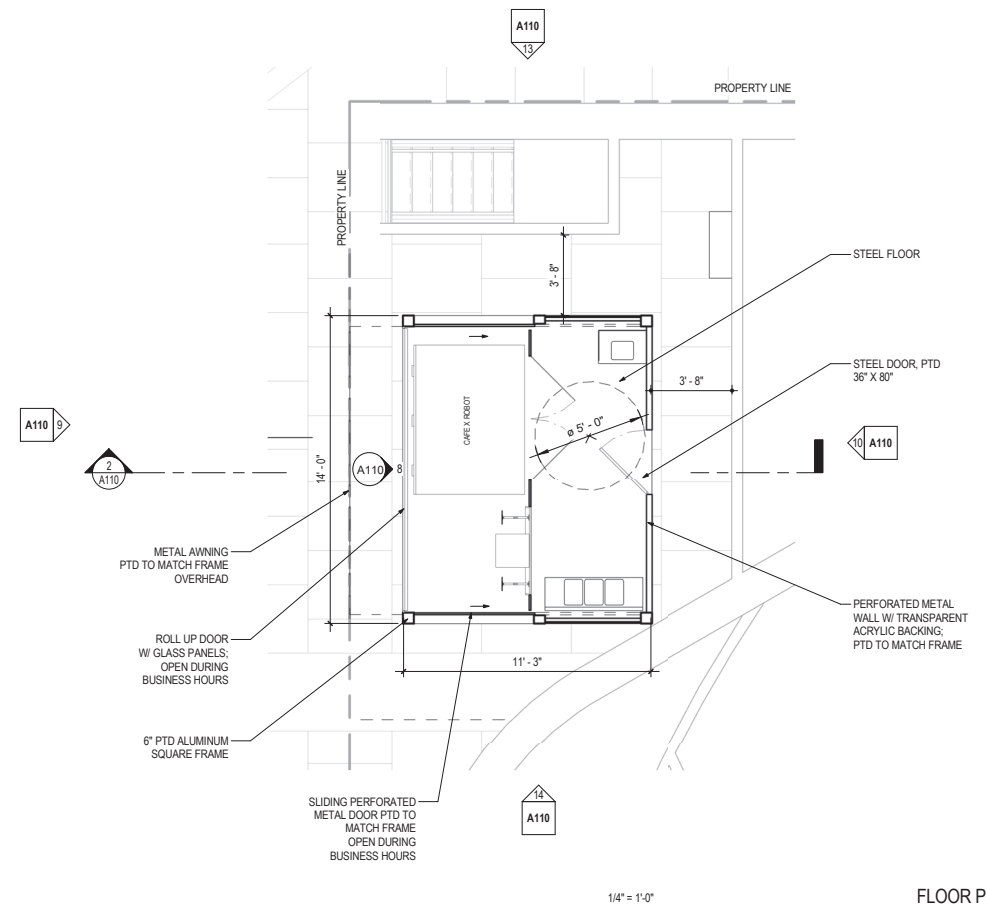 A110
13
PROPERTY LINE
PROPERTY LINE
STEEL FLOOR
3' - 8"
STEEL DOOR, PTD
36" X 80"
3' - 8"
CAFE X ROBOT
ø 5' - 0"
A110
9
2
A110
14' - 0"
A110
8
10
A110
METAL AWNING
PTD TO MATCH FRAME
OVERHEAD
PERFORATED METAL
WALL W/ TRANSPARENT
ACRYLIC BACKING;
PTD TO MATCH FRAME
ROLL UP DOOR
W/ GLASS PANELS;
OPEN DURING
BUSINESS HOURS
11' - 3"
6" PTD ALUMINUM
SQUARE FRAME
SLIDING PERFORATED
METAL DOOR PTD TO
MATCH FRAME
OPEN DURING
BUSINESS HOURS
14
A110
1/4" = 1'-0"
FLOOR P